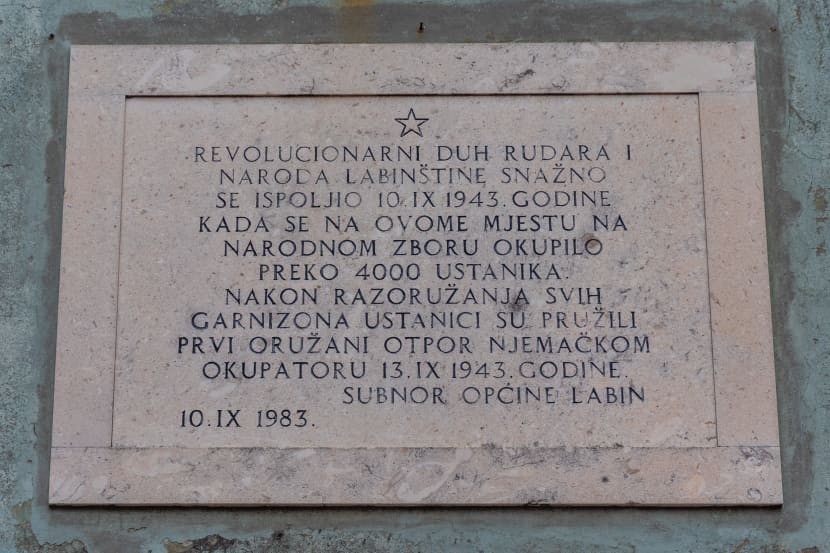 REVOLUCIONARNI DUH RUDARA I
NARODA LABINŠTINE SNAŽNO
SE ISPOLJIO 10.IX 1943.GODINE
KADA SE NA OVOME MJESTU NA
NARODNOM ZBORU OKUPILO
PREKO 4000 USTANIKA.
NAKON RAZORUŽANJA SVIH
GARNIZONA USTANICI SU PRUŽILI
PRVI ORUŽANI OTPOR NJEMAČKOM
OKUPATORU 13.IX 1943.GODINE.
SUBNOR OPĆINE LABIN
10.IX 1983.